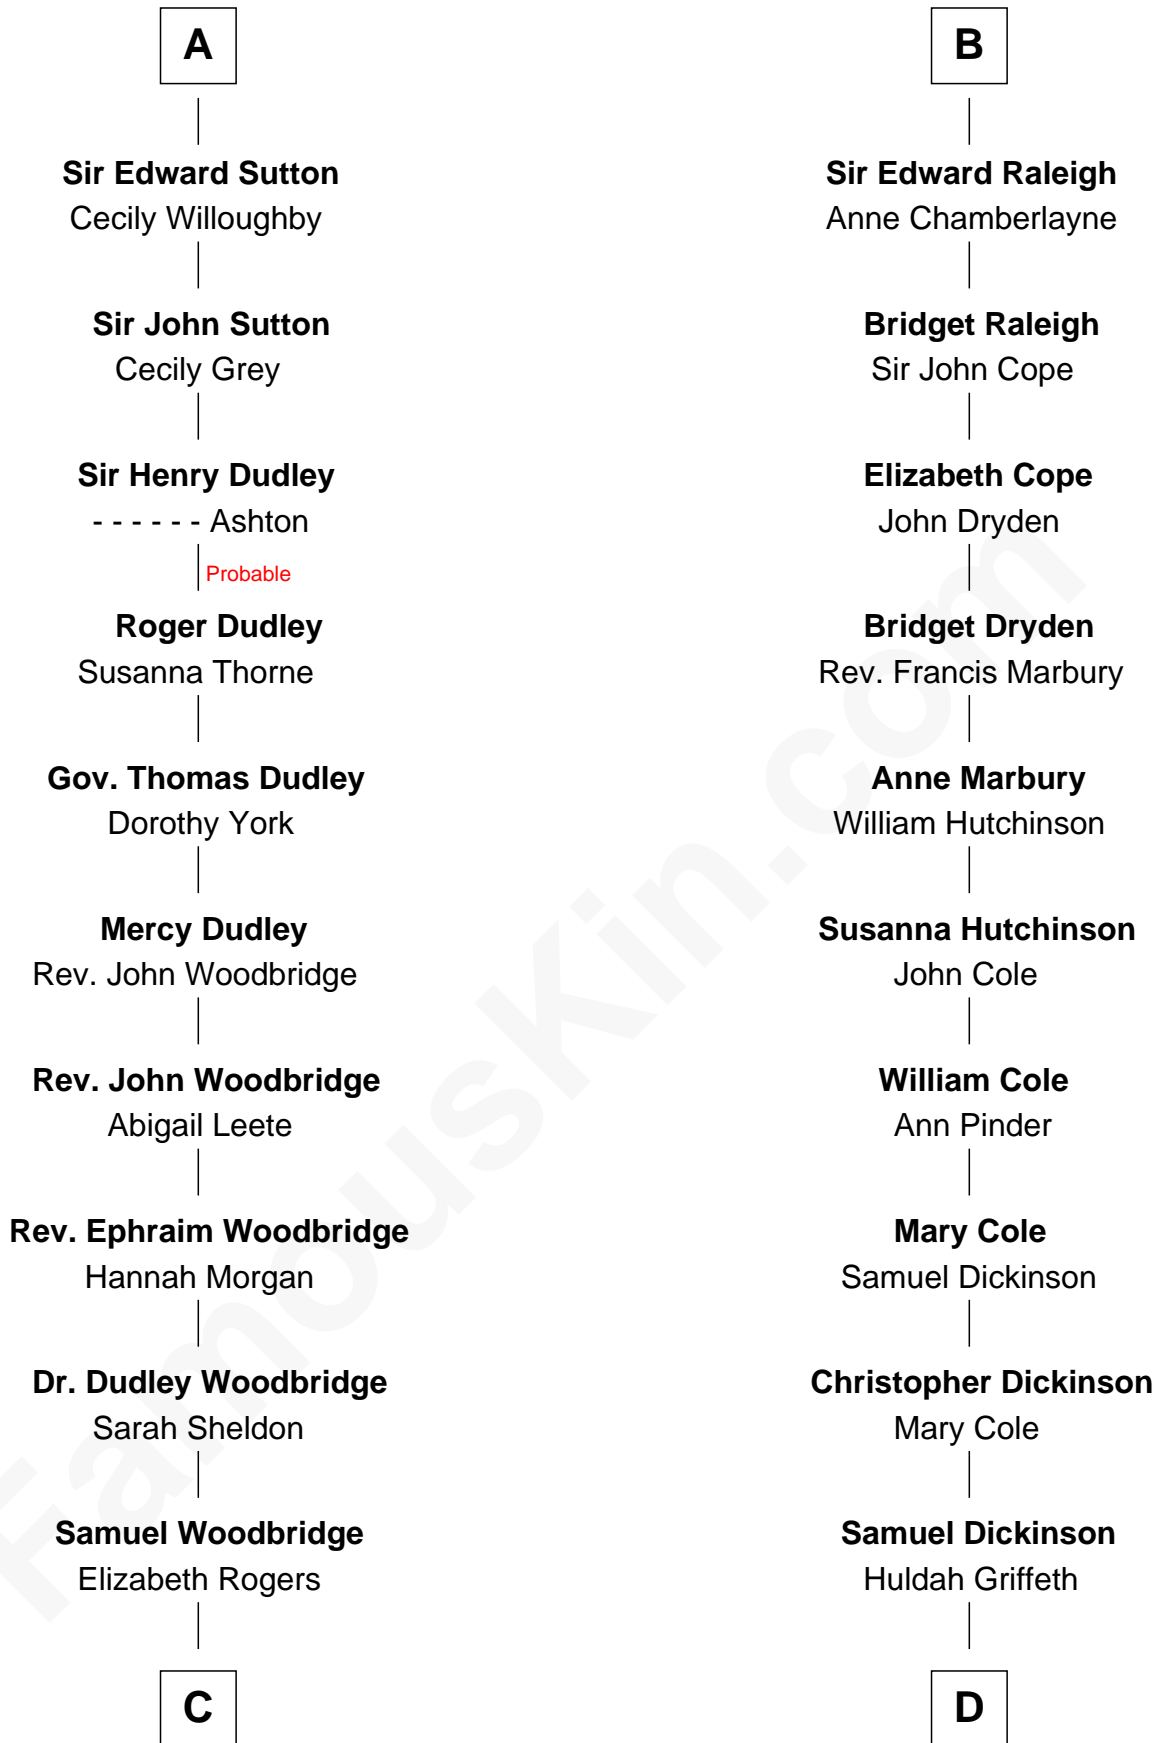 A
Sir Edward Sutton
Cecily Willoughby
Sir John Sutton
Cecily Grey
Sir Henry Dudley
- - - - - - Ashton
Probable
Roger Dudley
Susanna Thorne
Gov. Thomas Dudley
Dorothy York
Mercy Dudley
Rev. John Woodbridge
Rev. John Woodbridge
Abigail Leete
Rev. Ephraim Woodbridge
Hannah Morgan
Dr. Dudley Woodbridge
Sarah Sheldon
Samuel Woodbridge
Elizabeth Rogers
C
B
Sir Edward Raleigh
Anne Chamberlayne
Bridget Raleigh
Sir John Cope
Elizabeth Cope
John Dryden
Bridget Dryden
Rev. Francis Marbury
Anne Marbury
William Hutchinson
Susanna Hutchinson
John Cole
William Cole
Ann Pinder
Mary Cole
Samuel Dickinson
Christopher Dickinson
Mary Cole
Samuel Dickinson
Huldah Griffeth
D
FamousKin.com